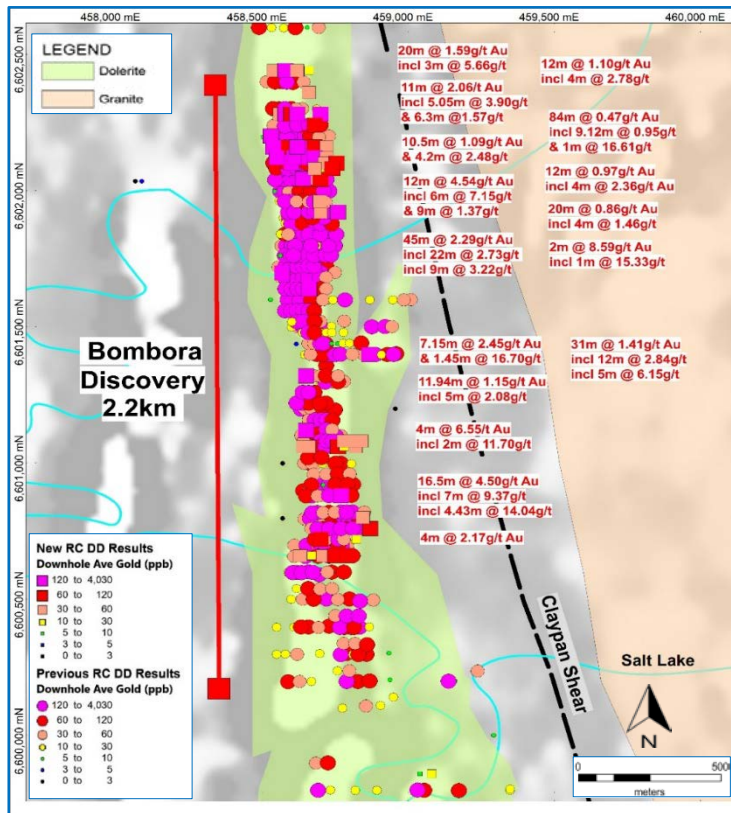 458,000 mE
458,500 mE
459,000 mE
459,500 mE
460,000 mE
6,602,500 mN
6,602,000 mN
6,601,500 mN
6,601,000 mN
6,600,500 mN
6,600,000 mN
LEGEND
Dolerite
Granite
20m @ 1.59g/t Au
incl 3m @ 5.66g/t
11m @ 2.06/t Au
incl 5.05m @ 3.90g/t
& 6.3m @1.57g/t
10.5m @ 1.09g/t Au
& 4.2m @ 2.48g/t
12m @ 4.54g/t Au
incl 6m @ 7.15g/t
& 9m @ 1.37g/t
45m @ 2.29g/t Au
incl 22m @ 2.73g/t
incl 9m @ 3.22g/t
7.15m @ 2.45g/t Au
& 1.45m @ 16.70g/t
11.94m @ 1.15g/t Au
incl 5m @ 2.08g/t
4m @ 6.55g/t Au
incl 2m @ 11.70g/t
16.5m @ 4.50g/t Au
incl 7m @ 9.37g/t
incl 4.43m @ 14.04g/t
4m @ 2.17g/t Au
12m @ 1.10g/t Au
incl 4m @ 2.78g/t
84m @ 0.47g/t Au
incl 9.12m @ 0.95g/t
& 1m @ 16.61g/t
12m @ 0.97g/t Au
incl 4m @ 2.36g/t Au
20m @ 0.86g/t Au
incl 4m @ 1.46g/t
2m @ 8.59g/t Au
incl 1m @ 15.33g/t
31m @ 1.41g/t Au
incl 12m @ 2.84g/t
incl 5m @ 6.15g/t
Bombora
Discovery
2.2km
New RC DD Results
Downhole Ave Gold (ppb)
120 to 4,030
60 to 120
30 to 60
10 to 30
5 to 10
3 to 5
0 to 3
Previous RC DD Results
Downhole Ave Gold (ppb)
120 to 4,030
60 to 120
30 to 60
10 to 30
5 to 10
3 to 5
0 to 3
Claypan Shear
Salt Lake
N
0
5000
meters